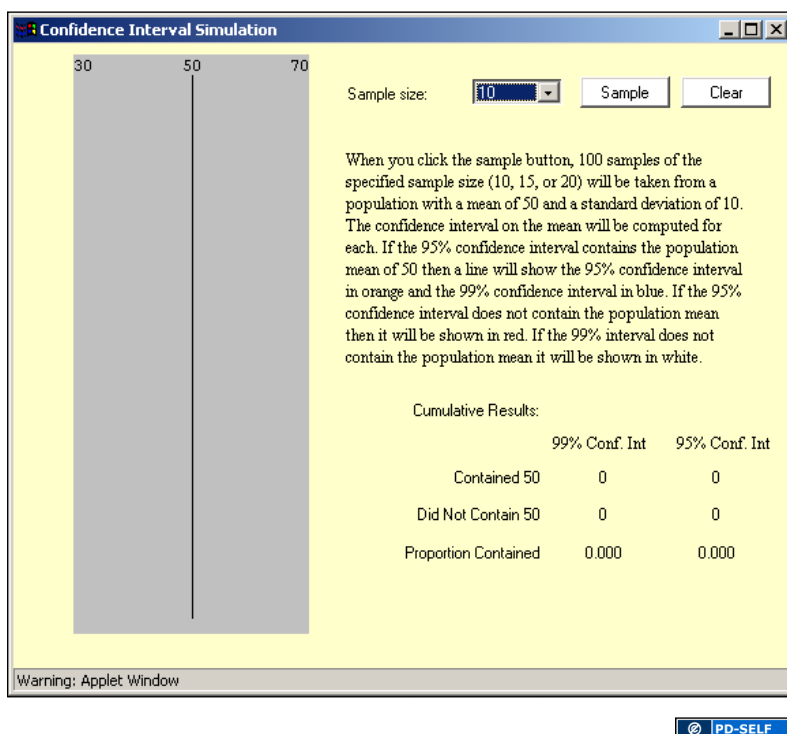 Confidence Interval Simulation
30 50 70
Sample size: 10 Sample Clear
When you click the sample button, 100 samples of the
specified sample size (10, 15, or 20) will be taken from a
population with a mean of 50 and a standard deviation of 10.
The confidence interval on the mean will be computed for
each. If the 95% confidence interval contains the population
mean of 50 then a line will show the 95% confidence interval
in orange and the 99% confidence interval in blue. If the 95%
confidence interval does not contain the population mean
then it will be shown in red. If the 99% interval does not
contain the population mean it will be shown in white.
Cumulative Results:
99% Conf. Int 95% Conf. Int
Contained 50 0 0
Did Not Contain 50 0 0
Proportion Contained 0.000 0.000
Warning: Applet Window
PD-SELF